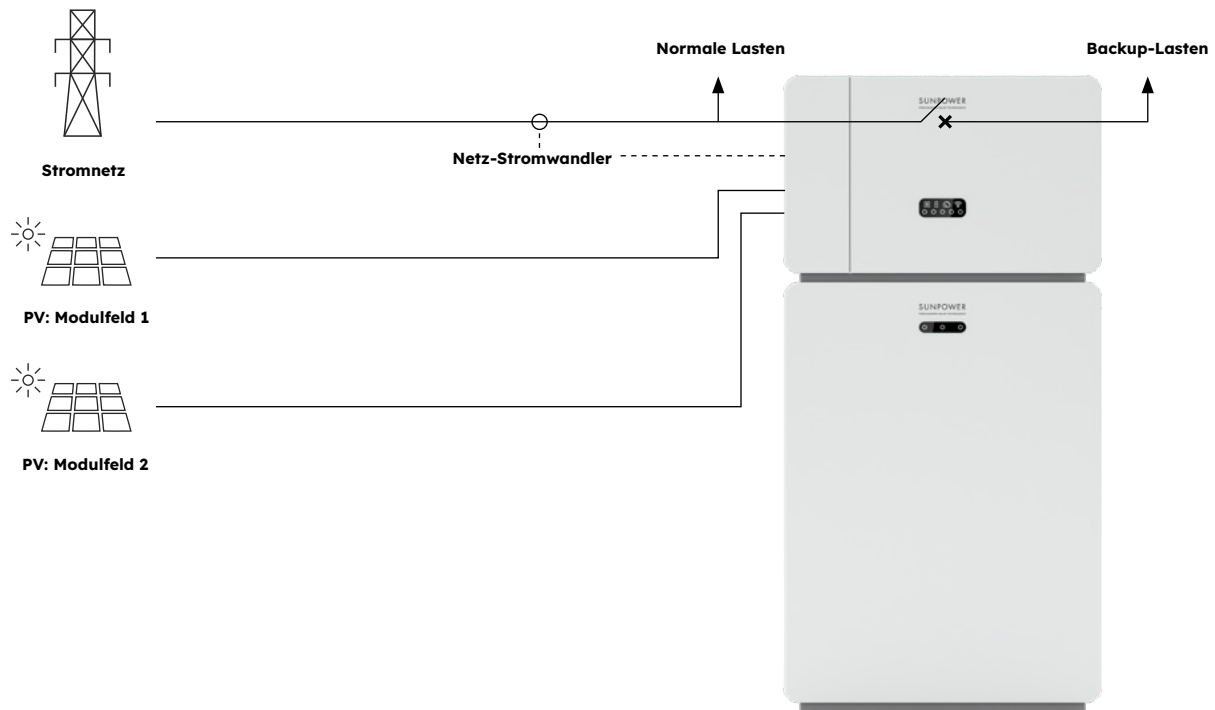 Normale Lasten
Backup-Lasten
SUNPOWER
Stromnetz
Netz-Stromwandler
PV: Modulfeld 1
SUNPOWER
PV: Modulfeld 2